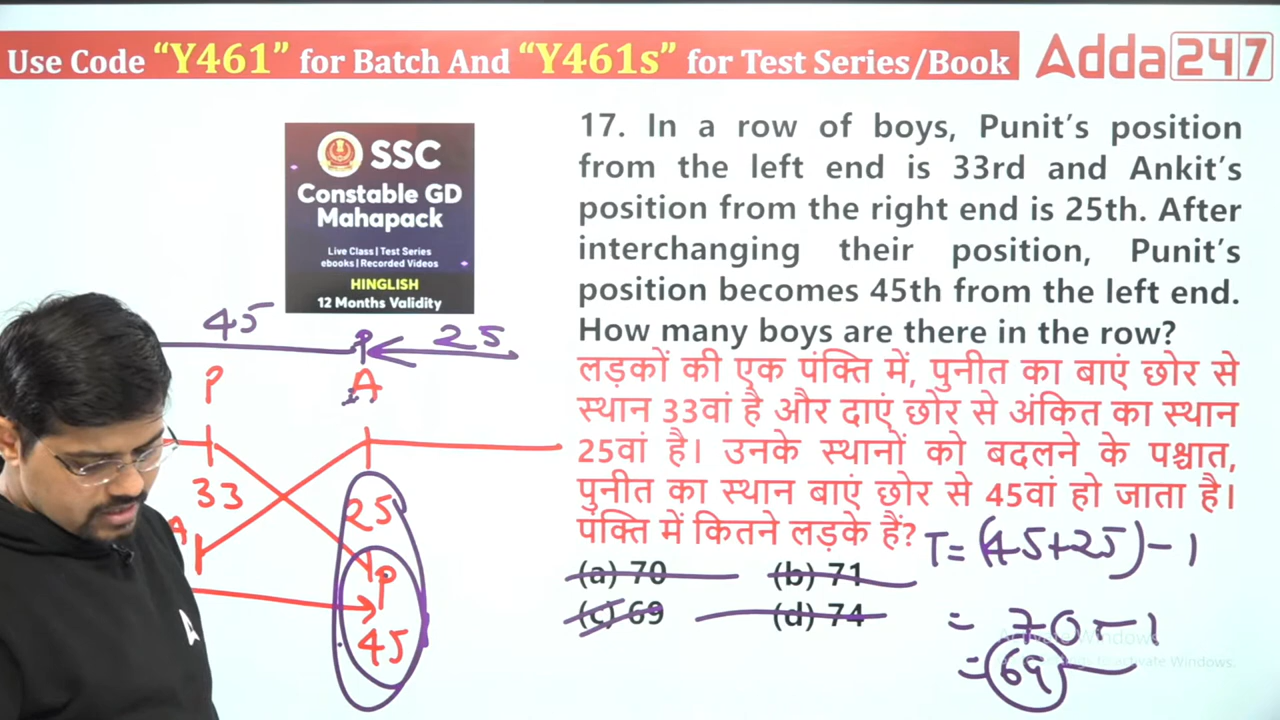 Use Code “Y461” for Batch And “Y461s” for Test Series/Book
Adda 247
SSC
Constable GD
Mahapack
Live Class | Test Series
ebooks | Recorded Videos
HINGLISH
12 Months Validity
45
P
25
P
A
33
25
A
P
45
17. In a row of boys, Punit’s position
from the left end is 33rd and Ankit’s
position from the right end is 25th. After
interchanging their position, Punit’s
position becomes 45th from the left end.
How many boys are there in the row?
लड़कों की एक पंक्ति में, पुनीत का बाएं छोर से
स्थान 33वां है और दाएं छोर से अंकित का स्थान
25वां है। उनके स्थानों को बदलने के पश्चात,
पुनीत का स्थान बाएं छोर से 45वां हो जाता है।
पंक्ति में कितने लड़के हैं?
T = (45+25) - 1
(a) 70 (b) 71
(c) 69 (d) 74
= 70 - 1
= 69
Activate Windows